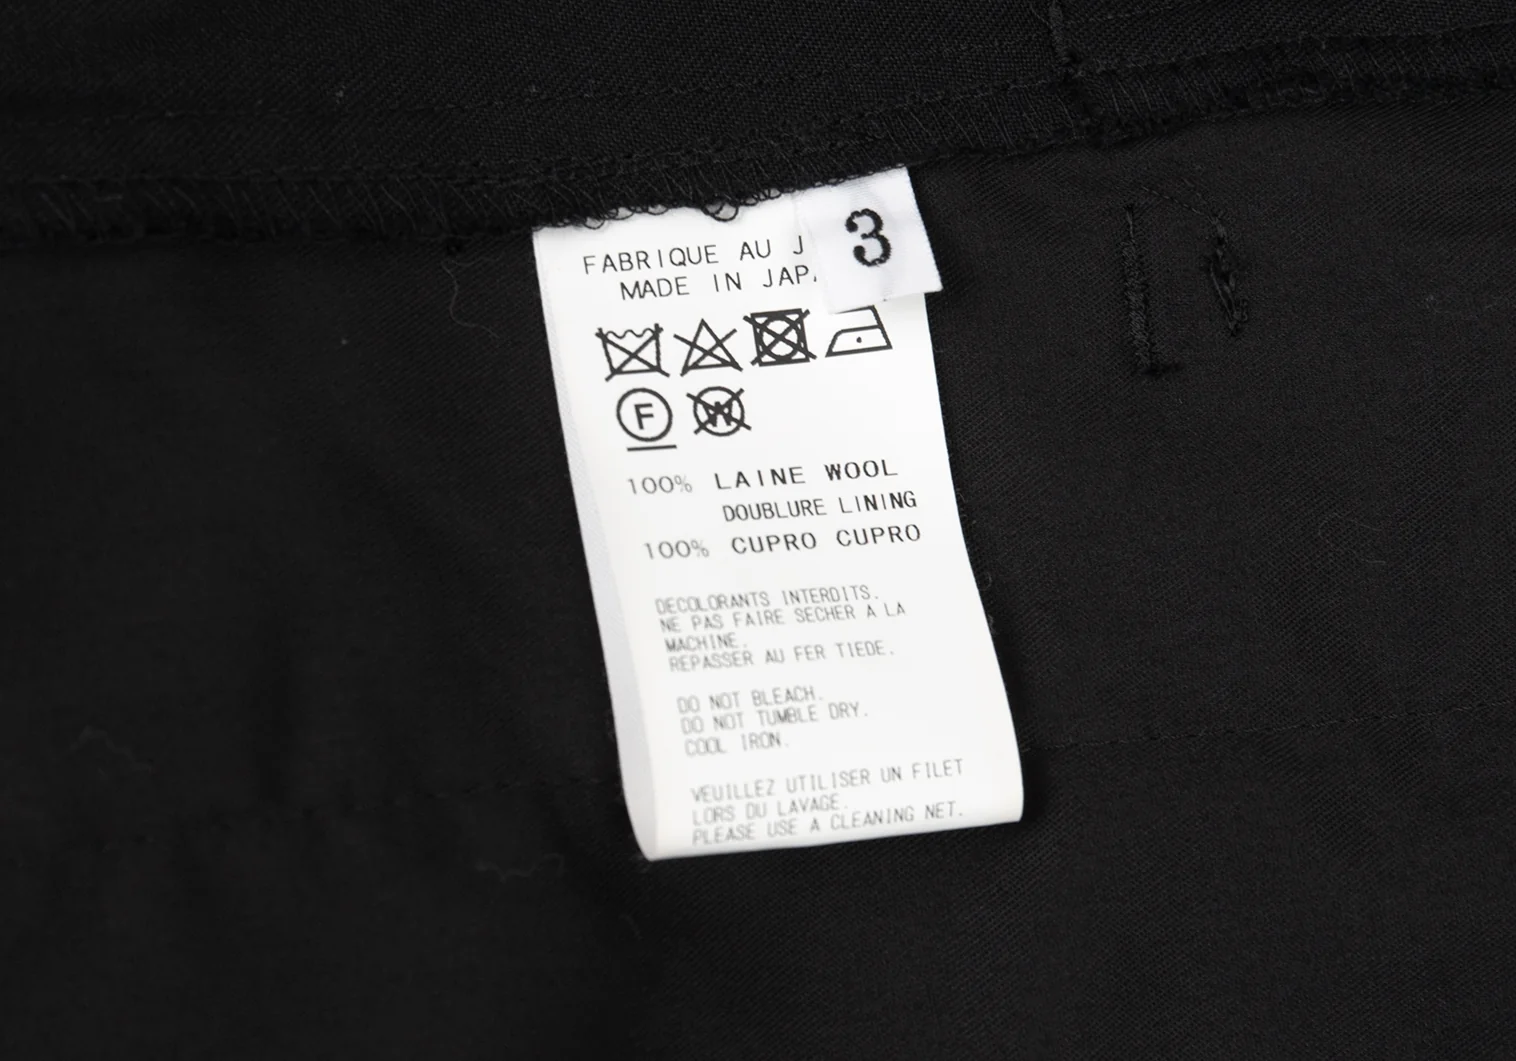 3
FABRIQUE AU J
MADE IN JAP
F
W
100% LAINE WOOL
DOUBLURE LINING
100% CUPRO CUPRO
DECOLORANTS INTERDITS.
NE PAS FAIRE SECHER A LA
MACHINE.
REPASSER AU FER TIEDE.
DO NOT BLEACH.
DO NOT TUMBLE DRY.
COOL IRON.
VEUILLEZ UTILISER UN FILET
LORS DU LAVAGE.
PLEASE USE A CLEANING NET.